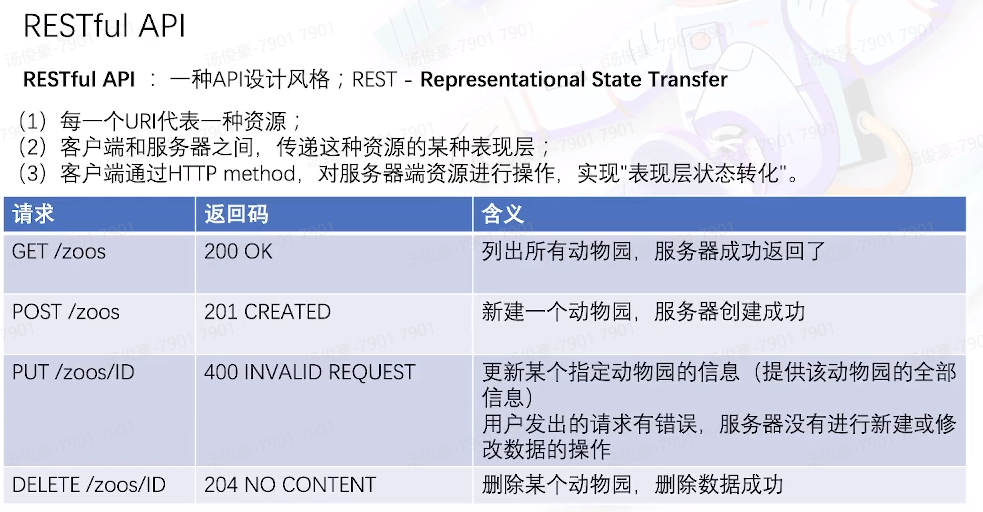 RESTful API
RESTful API ：一种API设计风格；REST - Representational State Transfer
（1）每一个URI代表一种资源；
（2）客户端和服务器之间，传递这种资源的某种表现层；
（3）客户端通过HTTP method，对服务器端资源进行操作，实现"表现层状态转化"。
请求 返回码 含义
GET /zoos 200 OK 列出所有动物园，服务器成功返回了
POST /zoos 201 CREATED 新建一个动物园，服务器创建成功
PUT /zoos/ID 400 INVALID REQUEST 更新某个指定动物园的信息（提供该动物园的全部
信息）
用户发出的请求有错误，服务器没有进行新建或修
改数据的操作
DELETE /zoos/ID 204 NO CONTENT 删除某个动物园，删除数据成功